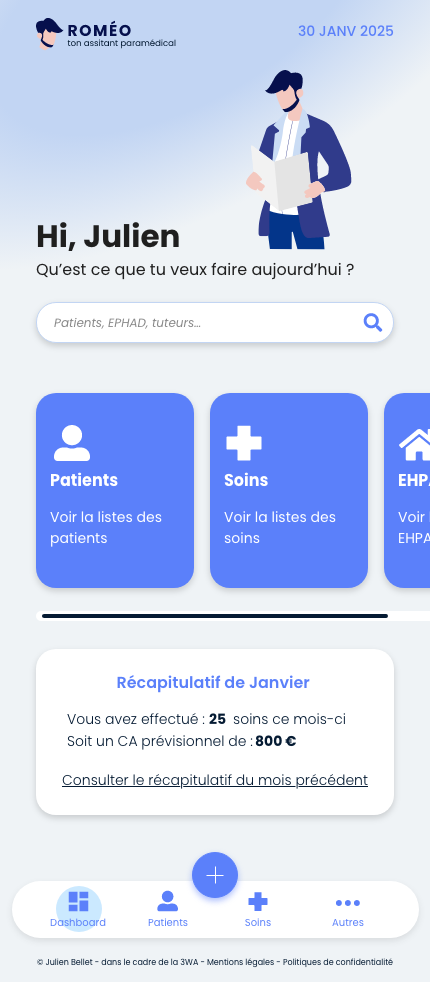 ROMÉO
ton assitant paramédical
30 JANV 2025
Hi, Julien
Qu’est ce que tu veux faire aujourd’hui ?
Patients, EPHAD, tuteurs...
Patients
Voir la listes des
patients
Soins
Voir la listes des
soins
EHP
Voir
EHPA
Récapitulatif de Janvier
Vous avez effectué : 25 soins ce mois-ci
Soit un CA prévisionnel de : 800 €
Consulter le récapitulatif du mois précédent
Dashboard
Patients
Soins
Autres
© Julien Bellet - dans le cadre de la 3WA - Mentions légales - Politiques de confidentialité